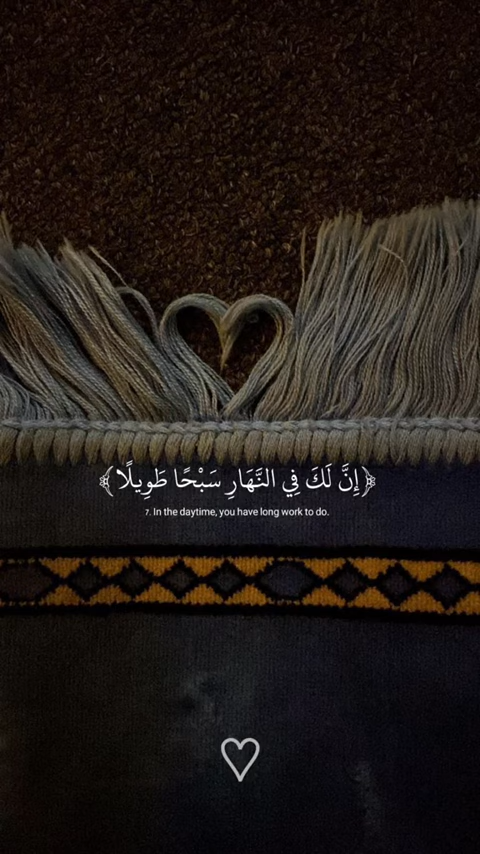 ﴿إِنَّ لَكَ فِي النَّهَارِ سَبْحًا طَوِيلًا﴾
7. In the daytime, you have long work to do.